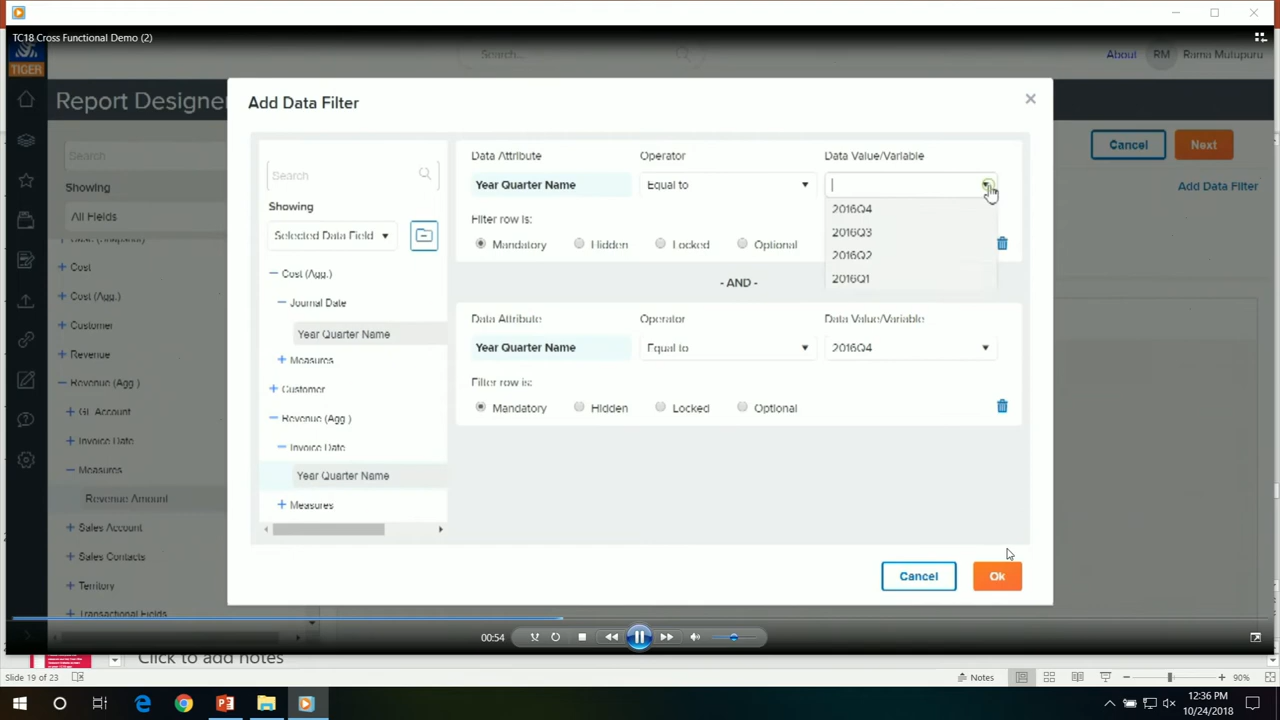 TC18 Cross Functional Demo (2)
TIGER
Search...
About
RM
Rama Mutupuru
Report Designer
Search
Showing
All Fields
Cost
Cost (Agg.)
Customer
Revenue
Revenue (Agg )
GL Account
Invoice Date
Measures
Revenue Amount
Sales Account
Sales Contacts
Territory
Transactional Fields
Cancel
Next
Add Data Filter
Add Data Filter
Search
Showing
Selected Data Field
Cost (Agg.)
Journal Date
Year Quarter Name
Measures
Customer
Revenue (Agg )
Invoice Date
Year Quarter Name
Measures
Data Attribute Operator Data Value/Variable
Year Quarter Name Equal to
2016Q4
2016Q3
2016Q2
2016Q1
Filter row is:
Mandatory Hidden Locked Optional
- AND -
Data Attribute Operator Data Value/Variable
Year Quarter Name Equal to 2016Q4
Filter row is:
Mandatory Hidden Locked Optional
Cancel Ok
00:54
Click to add notes
Slide 19 of 23
Notes
90%
12:36 PM
10/24/2018